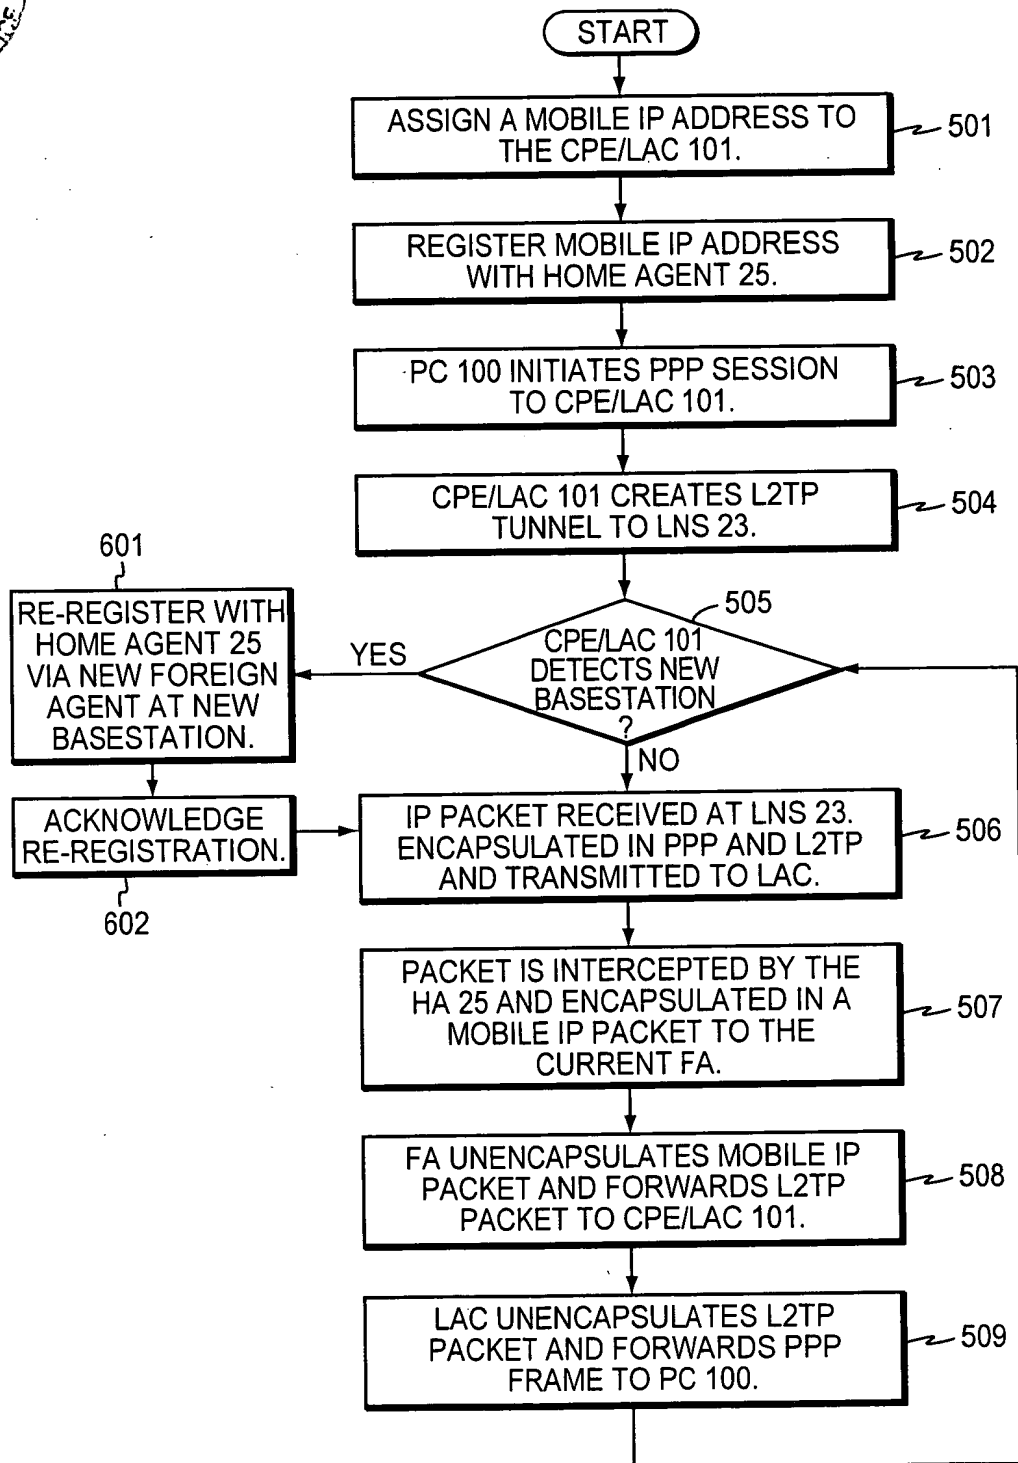 START
ASSIGN A MOBILE IP ADDRESS TO
THE CPE/LAC 101.
501
REGISTER MOBILE IP ADDRESS
WITH HOME AGENT 25.
502
PC 100 INITIATES PPP SESSION
TO CPE/LAC 101.
503
CPE/LAC 101 CREATES L2TP
TUNNEL TO LNS 23.
504
505
CPE/LAC 101
DETECTS NEW
BASESTATION
?
YES
NO
601
RE-REGISTER WITH
HOME AGENT 25
VIA NEW FOREIGN
AGENT AT NEW
BASESTATION.
ACKNOWLEDGE
RE-REGISTRATION.
602
IP PACKET RECEIVED AT LNS 23.
ENCAPSULATED IN PPP AND L2TP
AND TRANSMITTED TO LAC.
506
PACKET IS INTERCEPTED BY THE
HA 25 AND ENCAPSULATED IN A
MOBILE IP PACKET TO THE
CURRENT FA.
507
FA UNENCAPSULATES MOBILE IP
PACKET AND FORWARDS L2TP
PACKET TO CPE/LAC 101.
508
LAC UNENCAPSULATES L2TP
PACKET AND FORWARDS PPP
FRAME TO PC 100.
509